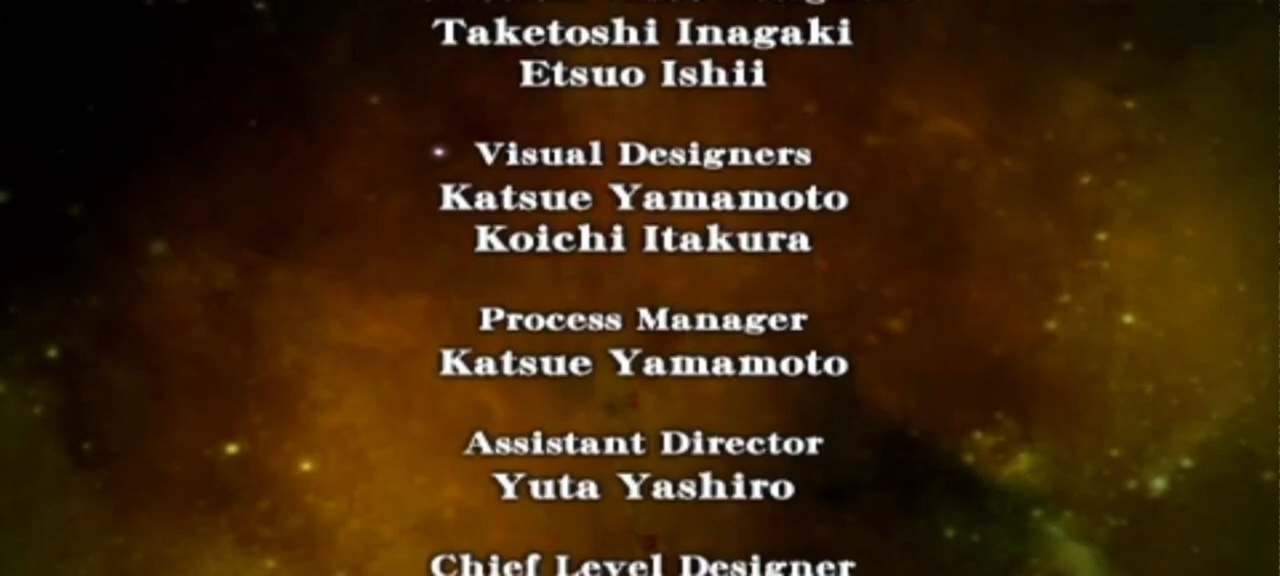 Taketoshi Inagaki
Etsuo Ishii
Visual Designers
Katsue Yamamoto
Koichi Itakura
Process Manager
Katsue Yamamoto
Assistant Director
Yuta Yashiro
Chief Level Designer